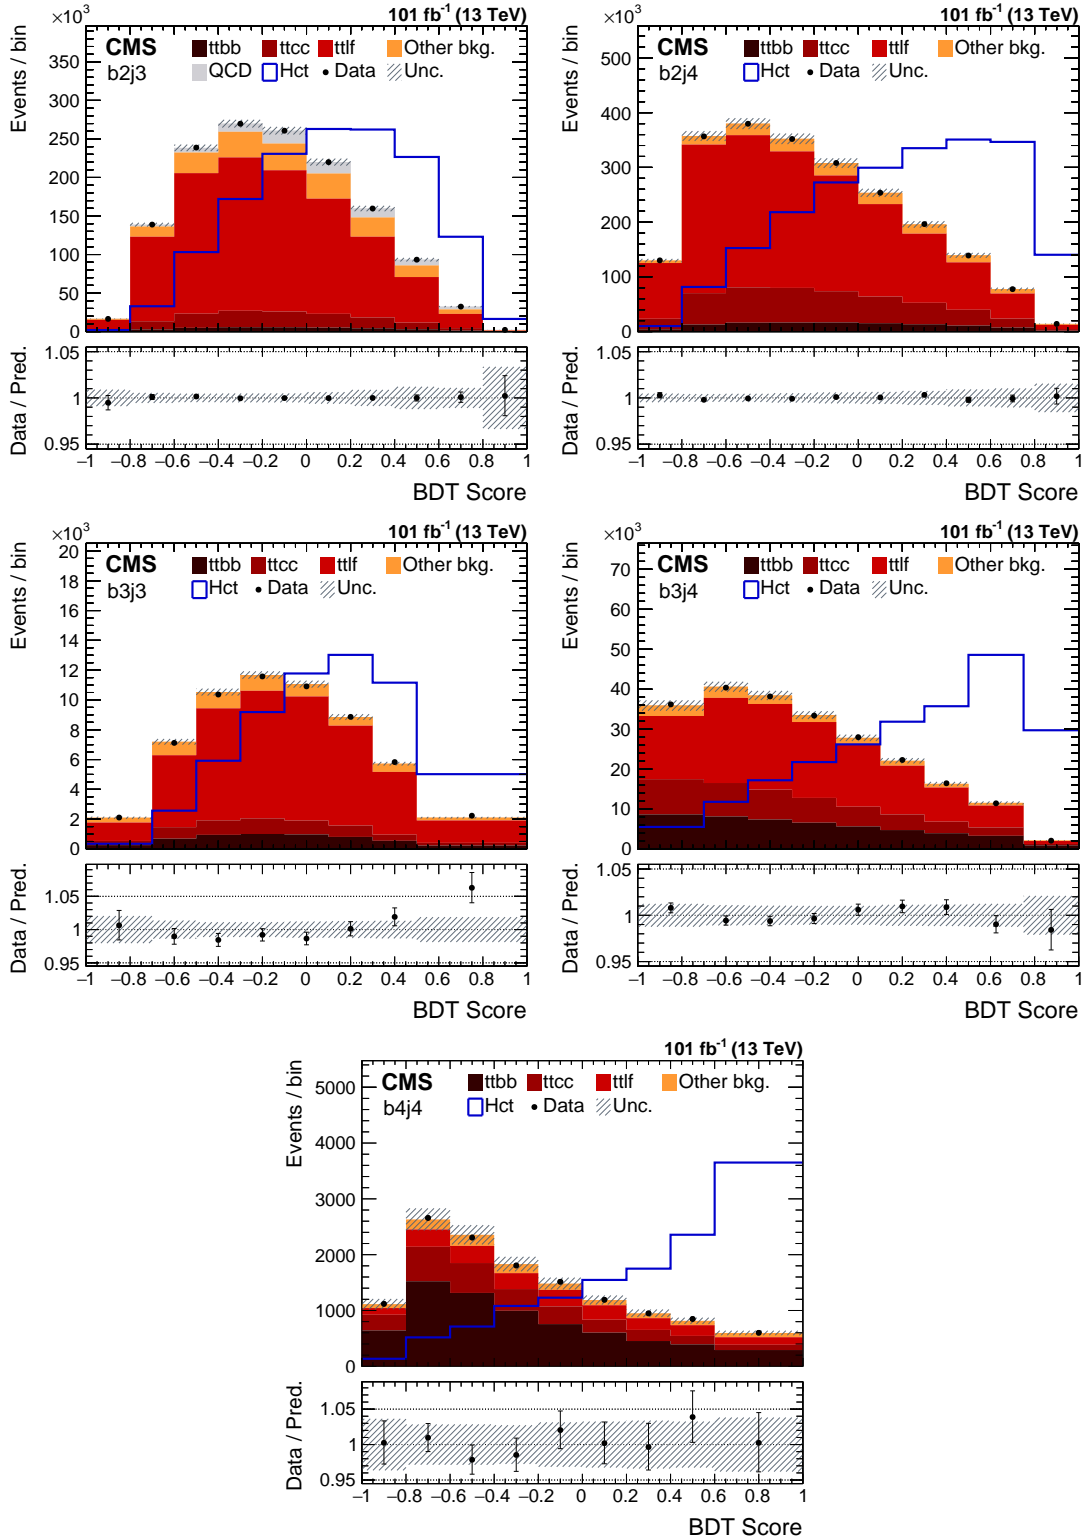 101 fb⁻¹ (13 TeV)
×10³
Events / bin
CMS
b2j3
ttbb ttcc ttlf Other bkg.
QCD Hct Data Unc.
350
300
250
200
150
100
50
0
Data / Pred.
1.05
1
0.95
−1 −0.8 −0.6 −0.4 −0.2 0 0.2 0.4 0.6 0.8 1
BDT Score
101 fb⁻¹ (13 TeV)
×10³
Events / bin
CMS
b2j4
ttbb ttcc ttlf Other bkg.
Hct Data Unc.
500
400
300
200
100
0
Data / Pred.
1.05
1
0.95
−1 −0.8 −0.6 −0.4 −0.2 0 0.2 0.4 0.6 0.8 1
BDT Score
101 fb⁻¹ (13 TeV)
×10³
Events / bin
CMS
b3j3
ttbb ttcc ttlf Other bkg.
Hct Data Unc.
20
18
16
14
12
10
8
6
4
2
0
Data / Pred.
1.05
1
0.95
−1 −0.8 −0.6 −0.4 −0.2 0 0.2 0.4 0.6 0.8 1
BDT Score
101 fb⁻¹ (13 TeV)
×10³
Events / bin
CMS
b3j4
ttbb ttcc ttlf Other bkg.
Hct Data Unc.
70
60
50
40
30
20
10
0
Data / Pred.
1.05
1
0.95
−1 −0.8 −0.6 −0.4 −0.2 0 0.2 0.4 0.6 0.8 1
BDT Score
101 fb⁻¹ (13 TeV)
Events / bin
CMS
b4j4
ttbb ttcc ttlf Other bkg.
Hct Data Unc.
5000
4000
3000
2000
1000
0
Data / Pred.
1.05
1
0.95
−1 −0.8 −0.6 −0.4 −0.2 0 0.2 0.4 0.6 0.8 1
BDT Score